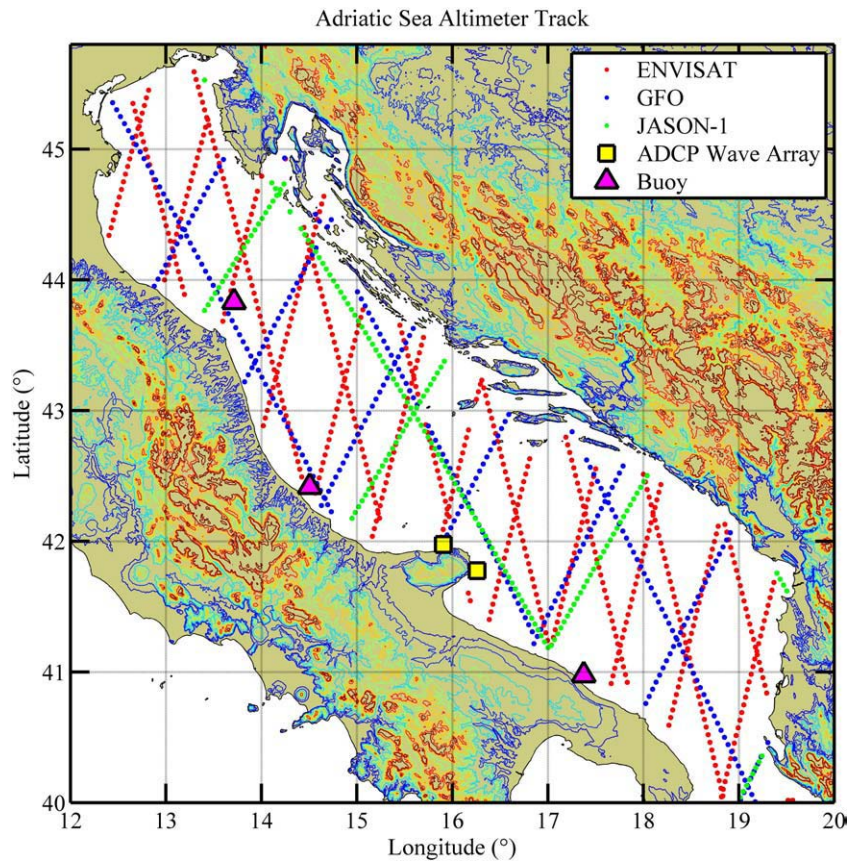 Adriatic Sea Altimeter Track
ENVISAT
GFO
JASON-1
ADCP Wave Array
Buoy
45
44
43
42
41
40
Latitude (°)
12 13 14 15 16 17 18 19 20
Longitude (°)